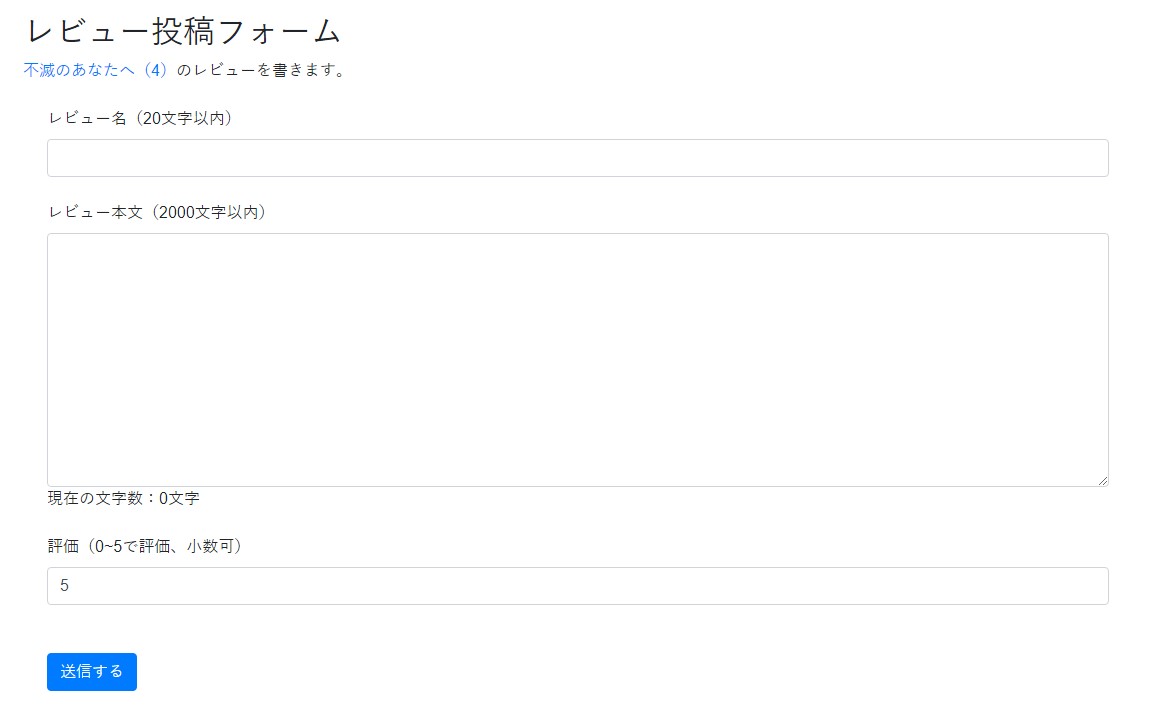 レビュー投稿フォーム
不滅のあなたへ（4）のレビューを書きます。
レビュー名（20文字以内）
レビュー本文（2000文字以内）
現在の文字数：0文字
評価（0~5で評価、小数可）
5
送信する